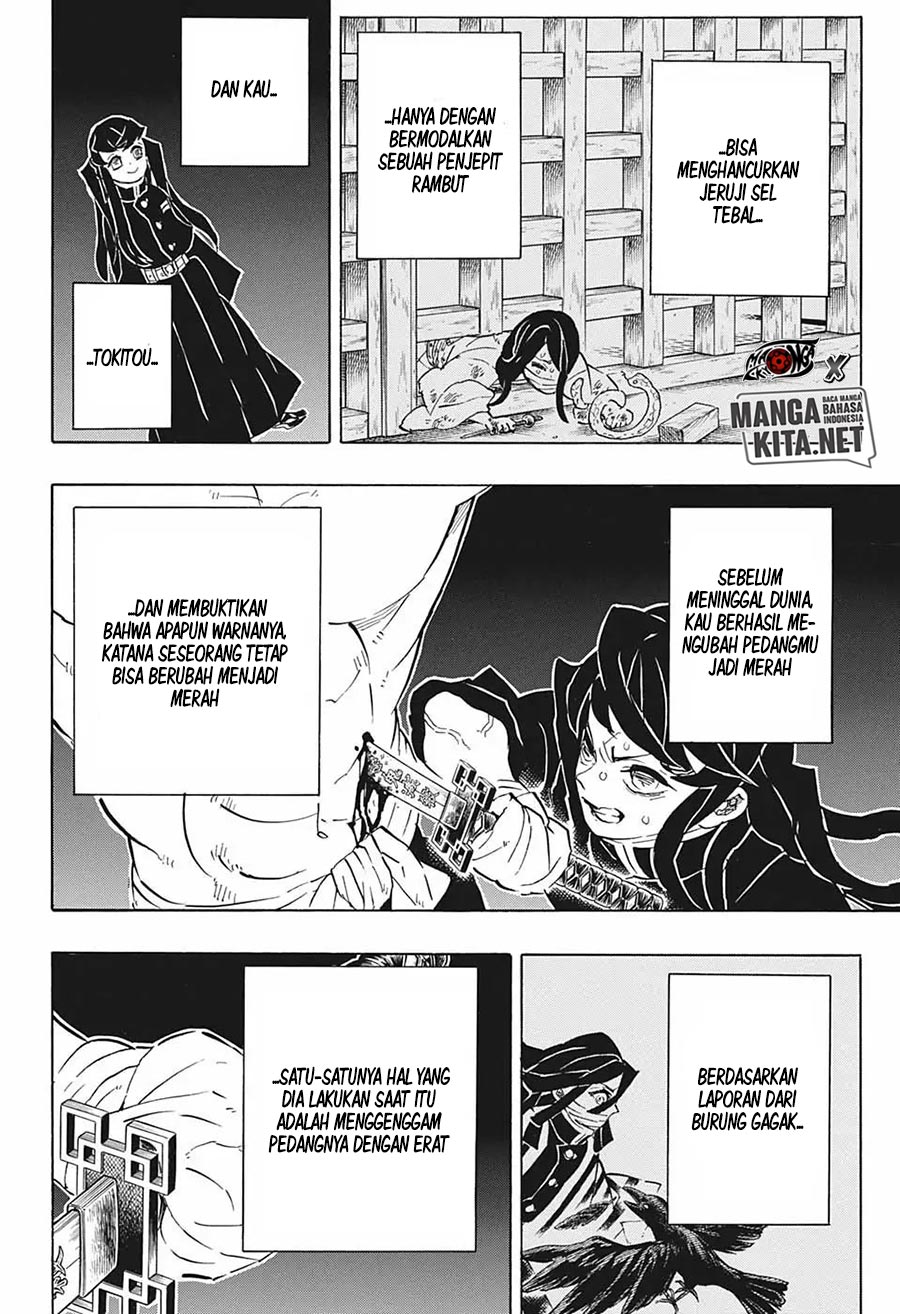 ...BISA
MENGHANCURKAN
JERUJI SEL
TEBAL...
...HANYA DENGAN
BERMODALKAN
SEBUAH PENJEPIT
RAMBUT
DAN KAU...
...TOKITOU...
MANGA
KITA.NET
BACA MANGA
BAHASA
INDONESIA
X
SEBELUM
MENINGGAL DUNIA,
KAU BERHASIL ME-
NGUBAH PEDANGMU
JADI MERAH
...DAN MEMBUKTIKAN
BAHWA APAPUN WARNANYA,
KATANA SESEORANG TETAP
BISA BERUBAH MENJADI
MERAH
BERDASARKAN
LAPORAN DARI
BURUNG GAGAK...
...SATU-SATUNYA HAL YANG
DIA LAKUKAN SAAT ITU
ADALAH MENGGENGGAM
PEDANGNYA DENGAN ERAT